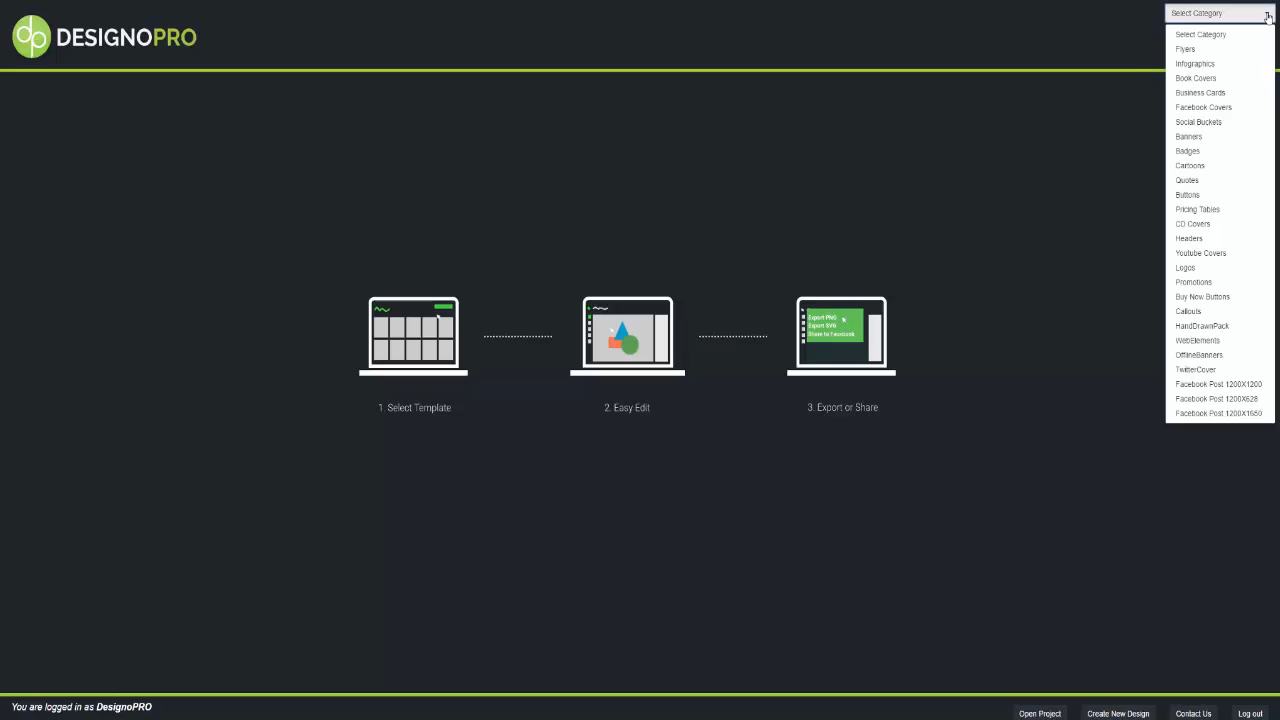 dp DESIGNOPRO
Select Category
Select Category
Flyers
Infographics
Book Covers
Business Cards
Facebook Covers
Social Buckets
Banners
Badges
Cartoons
Quotes
Buttons
Pricing Tables
CD Covers
Headers
Youtube Covers
Logos
Promotions
Buy Now Buttons
Callouts
HandDrawnPack
WebElements
OfflineBanners
TwitterCover
Facebook Post 1200X1200
Facebook Post 1200X628
Facebook Post 1200X1650
Export PNG
Export SVG
Share to Facebook
1. Select Template
2. Easy Edit
3. Export or Share
You are logged in as DesignoPRO
Open Project
Create New Design
Contact Us
Log out